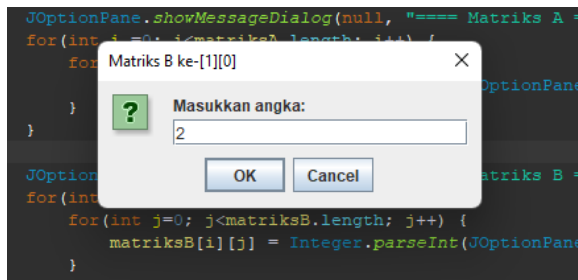 JOptionPane.showMessageDialog(null, "==== Matriks A =
for(int i =0; i<matriksA.length; i++) {
for
Matriks B ke-[1][0]
ptionPane
?
Masukkan angka:
2
}
}
OK
Cancel
JOption
atriks B =
for(int
for(int j=0; j<matriksB.length; j++) {
matriksB[i][j] = Integer.parseInt(JOptionPane
}